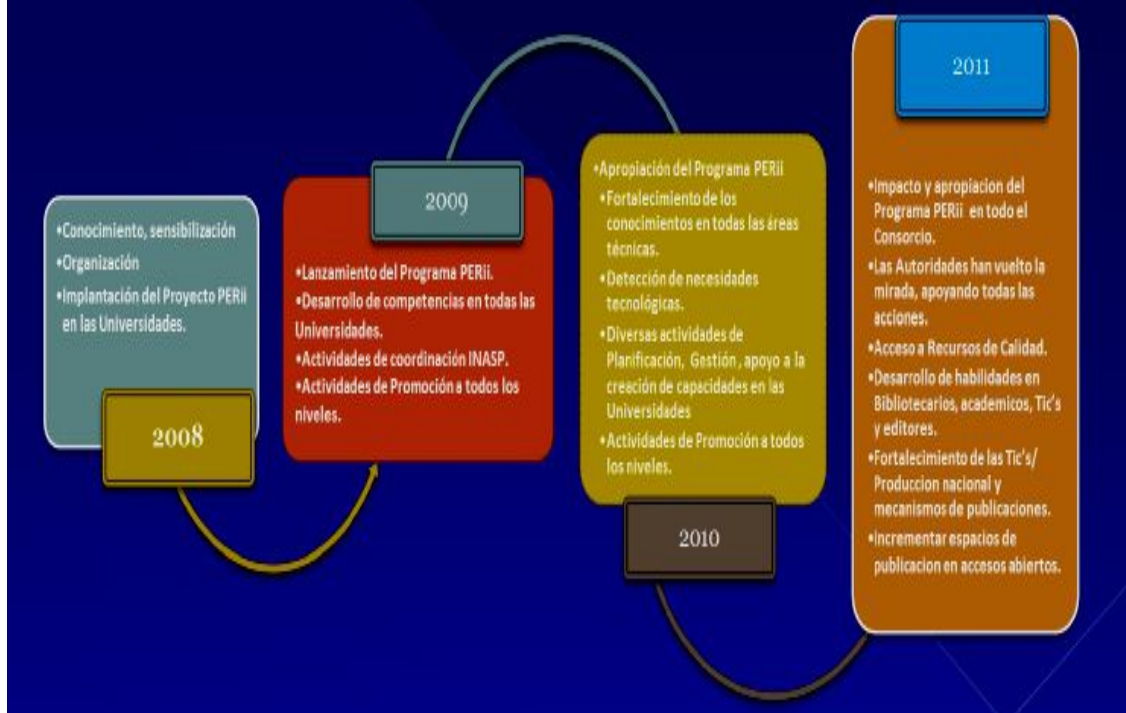 •Conocimiento, sensibilización
•Organización
•Implantación del Proyecto PERii
en las Universidades.
2008
2009
•Lanzamiento del Programa PERii.
•Desarrollo de competencias en todas las
Universidades.
•Actividades de coordinación INASP.
•Actividades de Promoción a todos los
niveles.
•Apropiación del Programa PERii
•Fortalecimiento de los
conocimientos en todas las áreas
técnicas.
•Detección de necesidades
tecnológicas.
•Diversas actividades de
Planificación, Gestión, apoyo a la
creación de capacidades en las
Universidades
•Actividades de Promoción a todos
los niveles.
2010
2011
•Impacto y apropiacion del
Programa PERii en todo el
Consorcio.
•Las Autoridades han vuelto la
mirada, apoyando todas las
acciones.
•Acceso a Recursos de Calidad.
•Desarrollo de habilidades en
Bibliotecarios, academicos, Tic's
y editores.
•Fortalecimiento de las Tic's/
Produccion nacional y
mecanismos de publicaciones.
•Incrementar espacios de
publicacion en accesos abiertos.